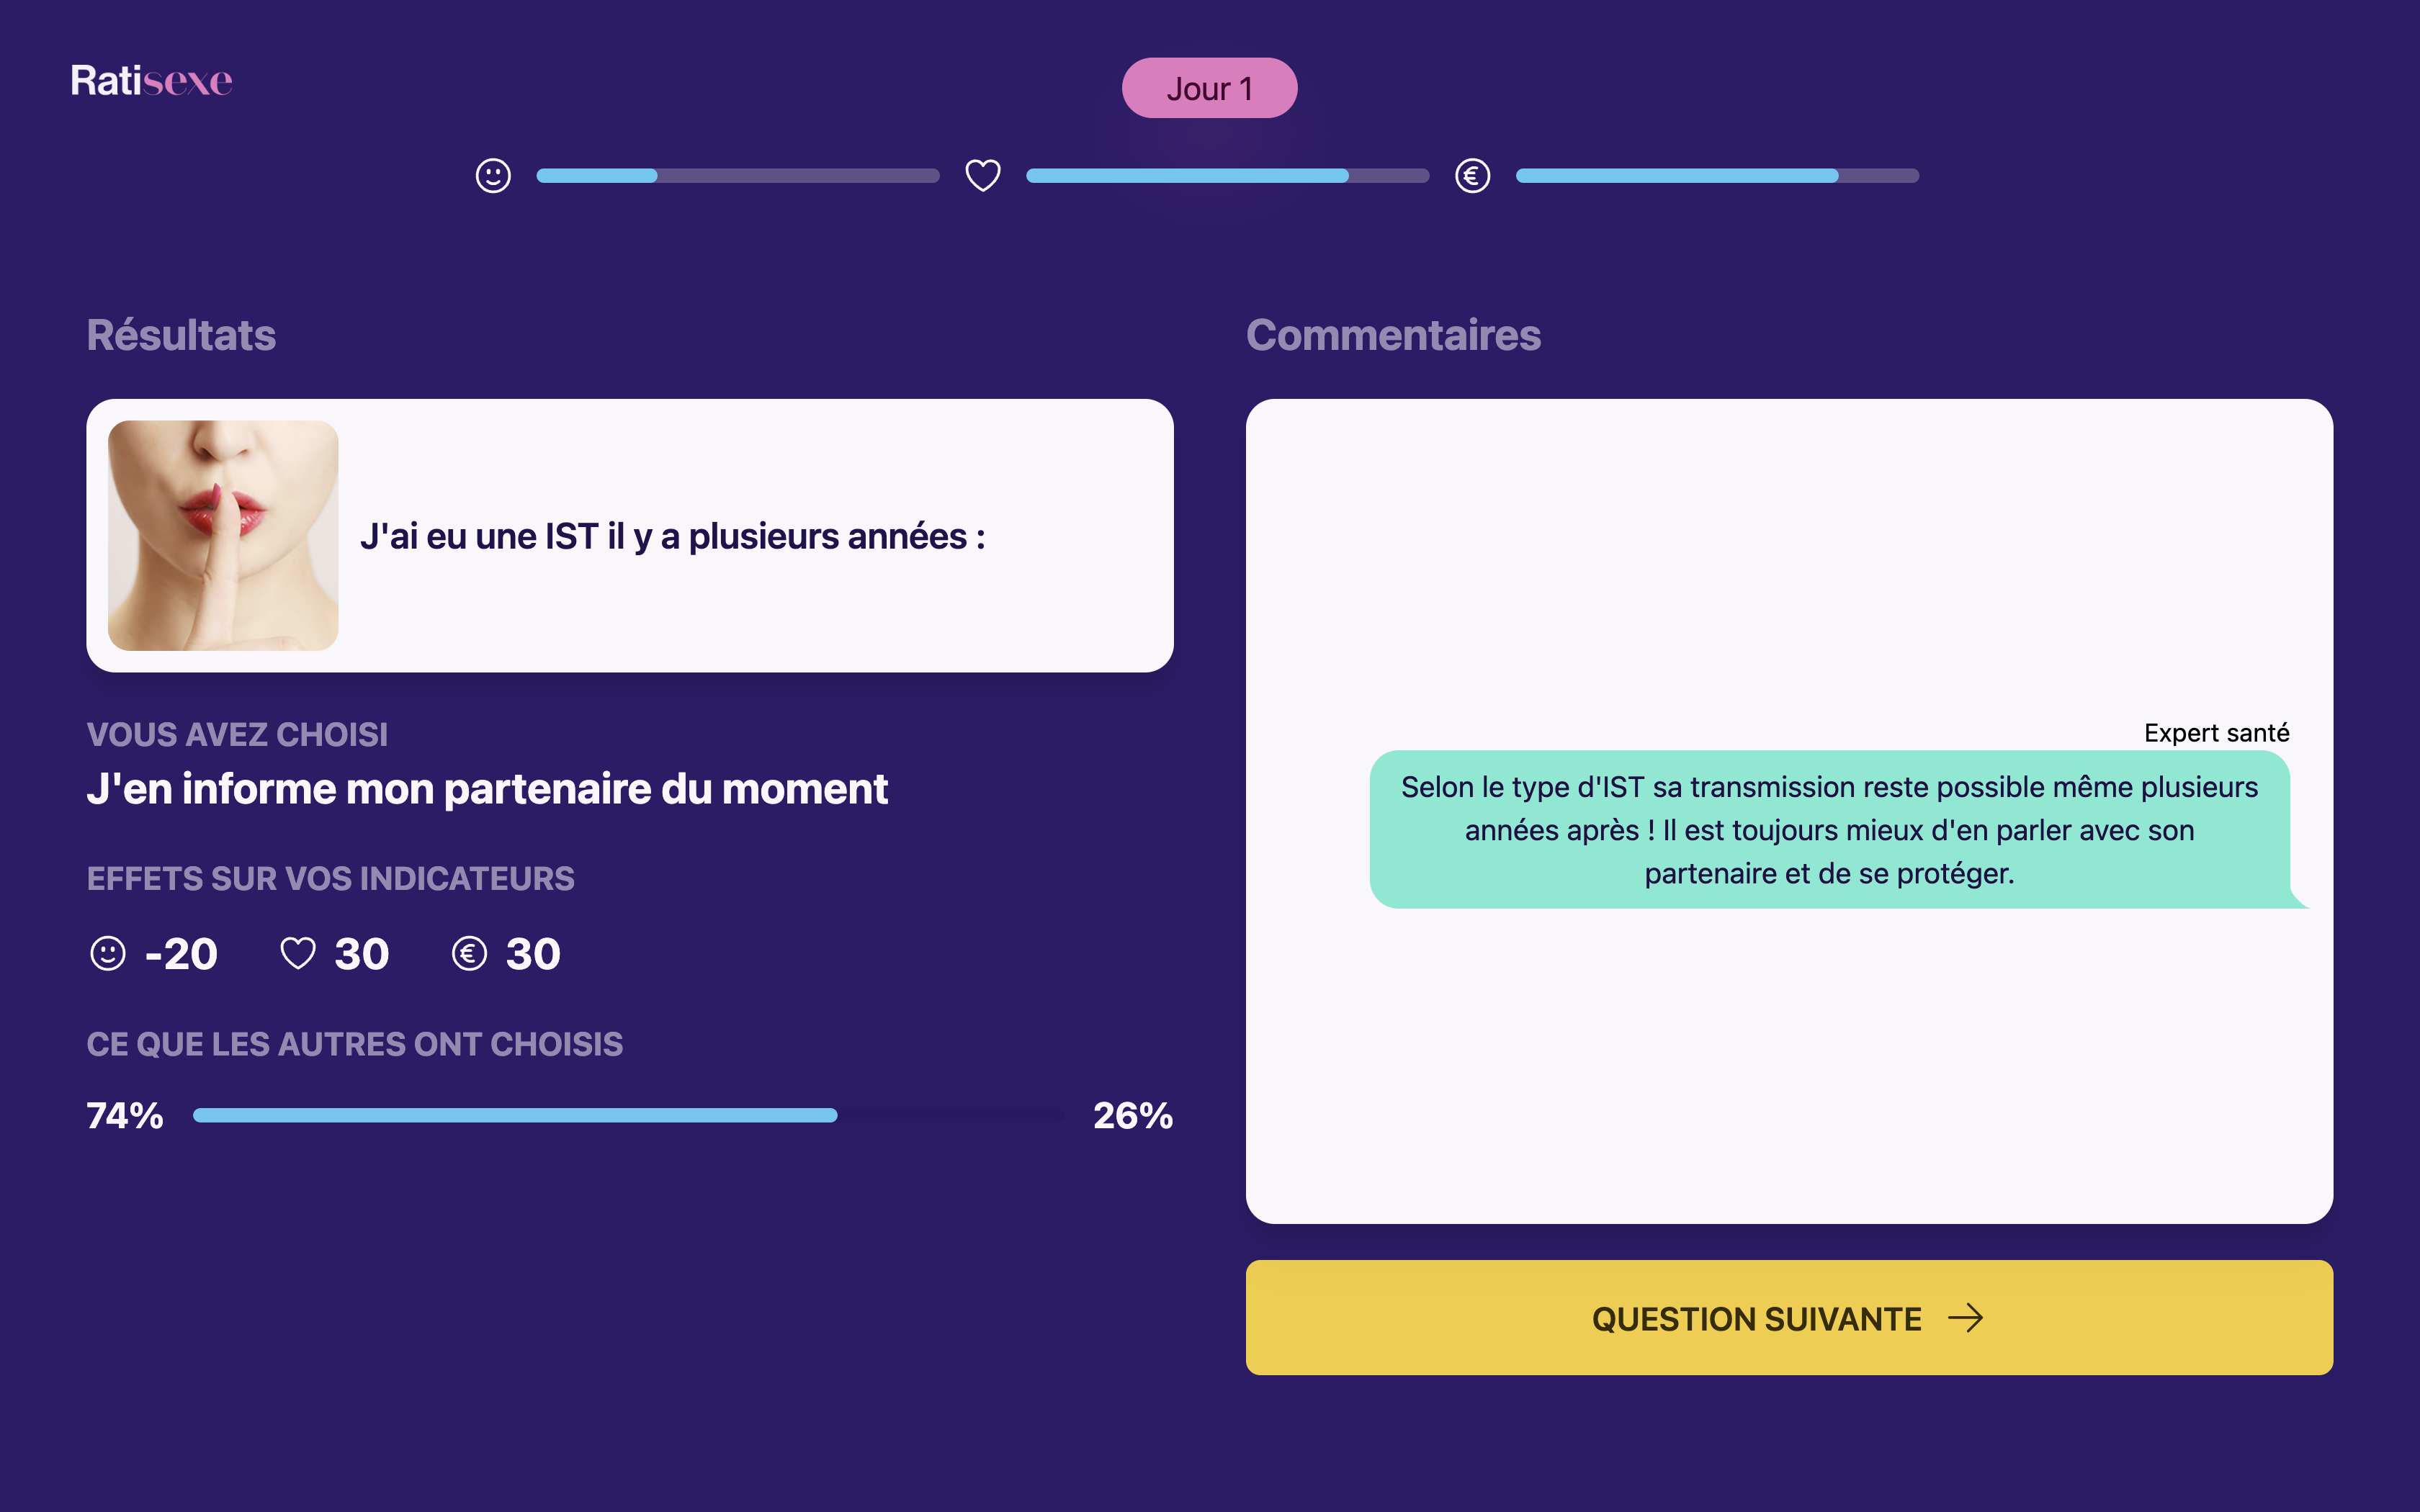 Ratisexe
Jour 1
€
Résultats
J'ai eu une IST il y a plusieurs années :
VOUS AVEZ CHOISI
J'en informe mon partenaire du moment
EFFETS SUR VOS INDICATEURS
-20 30 € 30
CE QUE LES AUTRES ONT CHOISIS
74% 26%
Commentaires
Expert santé
Selon le type d'IST sa transmission reste possible même plusieurs
années après ! Il est toujours mieux d'en parler avec son
partenaire et de se protéger.
QUESTION SUIVANTE